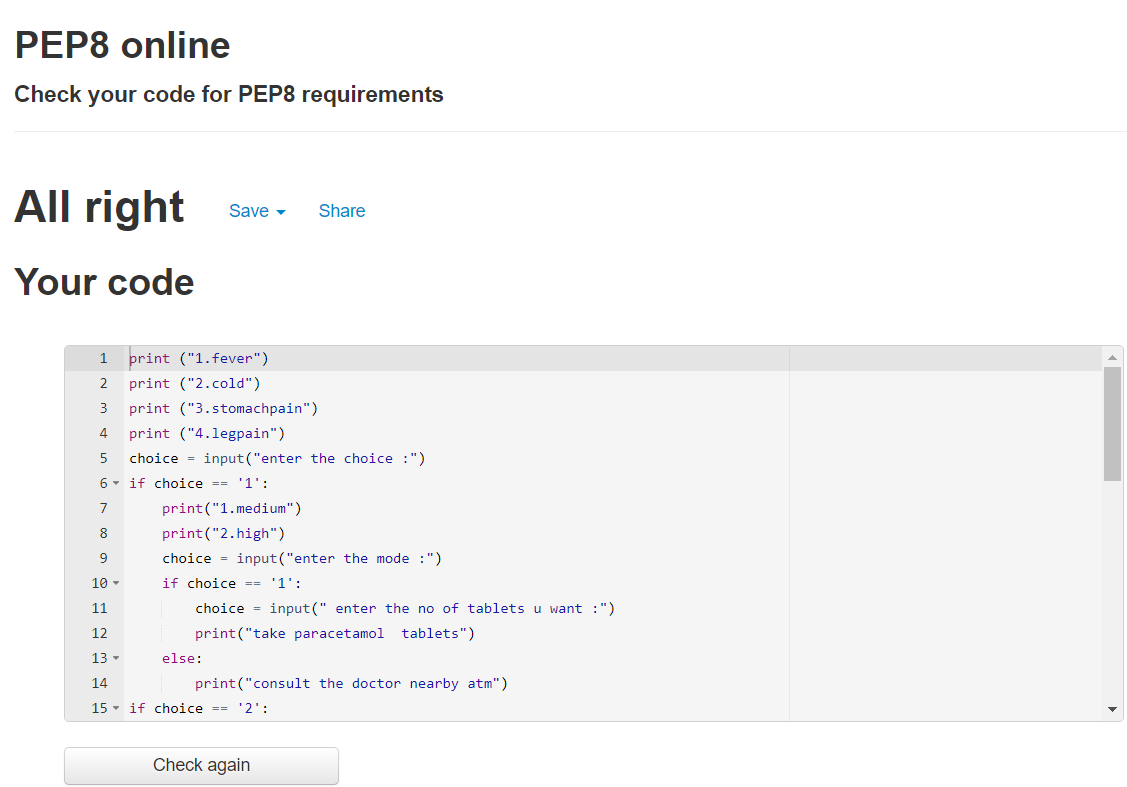 PEP8 online
Check your code for PEP8 requirements
All right Save Share
Your code
1 print ("1.fever")
2 print ("2.cold")
3 print ("3.stomachpain")
4 print ("4.legpain")
5 choice = input("enter the choice :")
6 if choice == '1':
7     print("1.medium")
8     print("2.high")
9     choice = input("enter the mode :")
10     if choice == '1':
11         choice = input(" enter the no of tablets u want :")
12         print("take paracetamol  tablets")
13     else:
14         print("consult the doctor nearby atm")
15 if choice == '2':
Check again